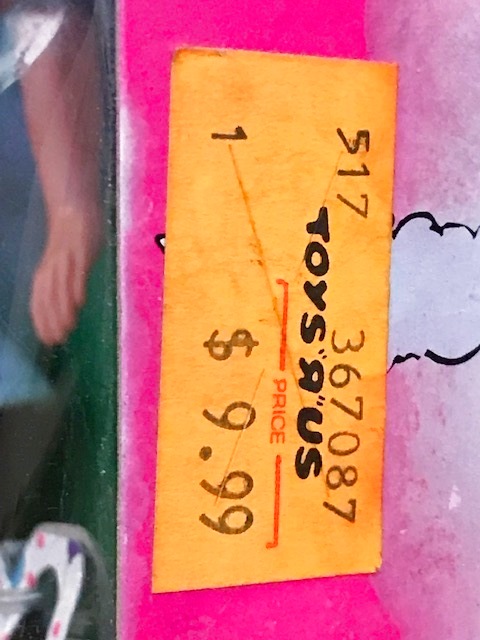 517 367087
TOYS"Я"US
PRICE
1 $ 9.99